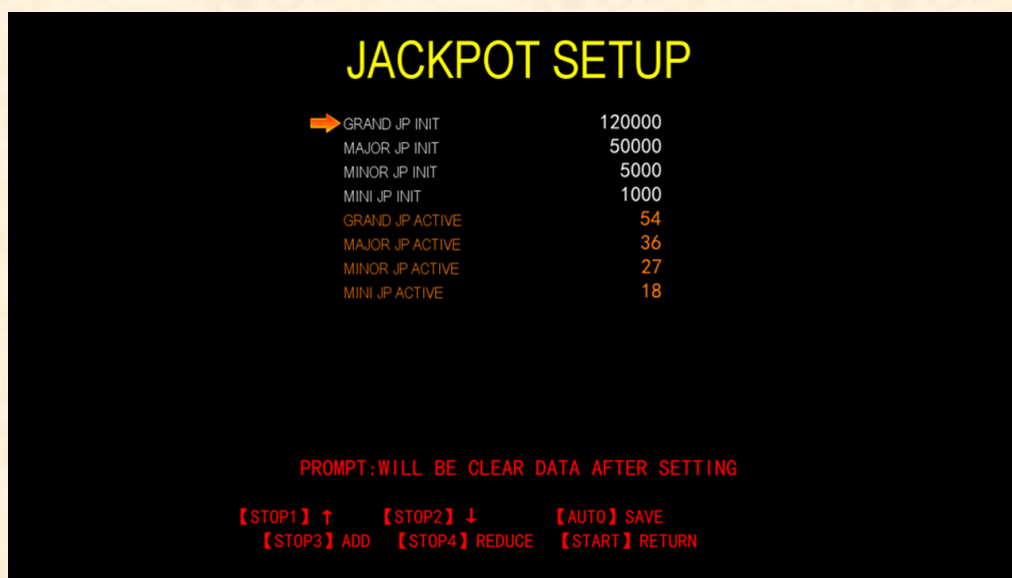 JACKPOT SETUP
GRAND JP INIT 120000
MAJOR JP INIT 50000
MINOR JP INIT 5000
MINI JP INIT 1000
GRAND JP ACTIVE 54
MAJOR JP ACTIVE 36
MINOR JP ACTIVE 27
MINI JP ACTIVE 18
PROMPT:WILL BE CLEAR DATA AFTER SETTING
【STOP1】↑ 【STOP2】↓ 【AUTO】SAVE
【STOP3】ADD 【STOP4】REDUCE 【START】RETURN